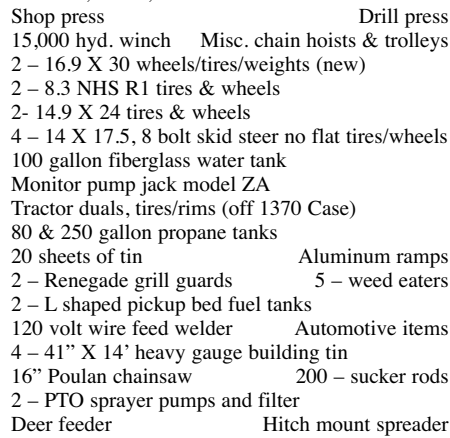 Shop press Drill press
15,000 hyd. winch Misc. chain hoists & trolleys
2 – 16.9 X 30 wheels/tires/weights (new)
2 – 8.3 NHS R1 tires & wheels
2- 14.9 X 24 tires & wheels
4 – 14 X 17.5, 8 bolt skid steer no flat tires/wheels
100 gallon fiberglass water tank
Monitor pump jack model ZA
Tractor duals, tires/rims (off 1370 Case)
80 & 250 gallon propane tanks
20 sheets of tin Aluminum ramps
2 – Renegade grill guards 5 – weed eaters
2 – L shaped pickup bed fuel tanks
120 volt wire feed welder Automotive items
4 – 41” X 14’ heavy gauge building tin
16” Poulan chainsaw 200 – sucker rods
2 – PTO sprayer pumps and filter
Deer feeder Hitch mount spreader